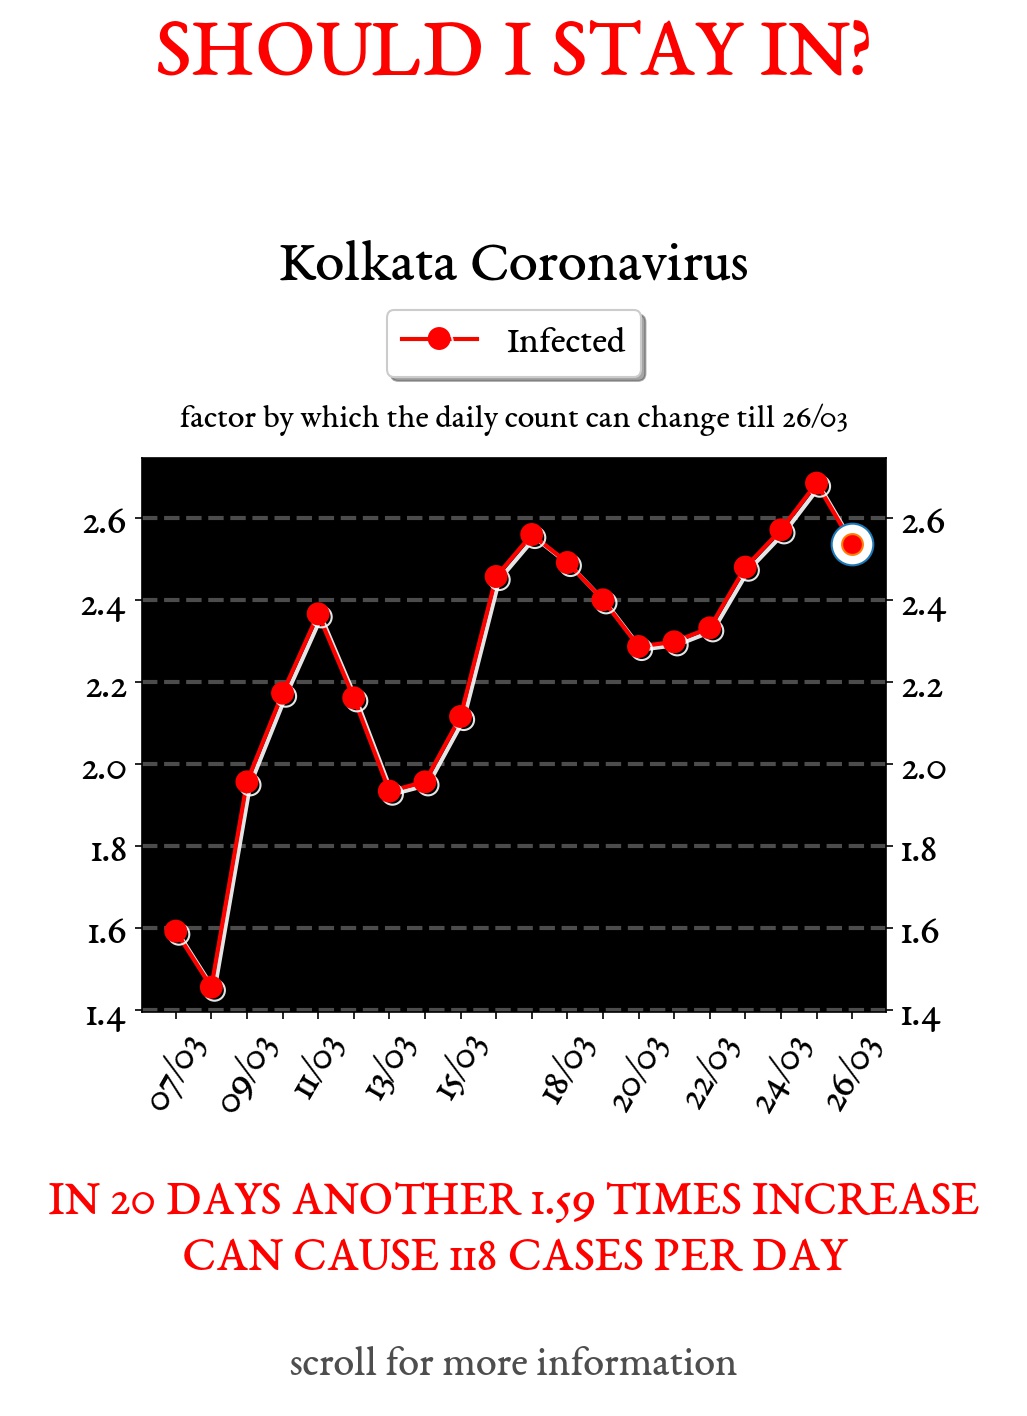 SHOULD I STAY IN?
Kolkata Coronavirus
Infected
factor by which the daily count can change till 26/03
2.6 2.6
2.4 2.4
2.2 2.2
2.0 2.0
1.8 1.8
1.6 1.6
1.4 1.4
07/03 09/03 11/03 13/03 15/03 18/03 20/03 22/03 24/03 26/03
IN 20 DAYS ANOTHER 1.59 TIMES INCREASE
CAN CAUSE 118 CASES PER DAY
scroll for more information